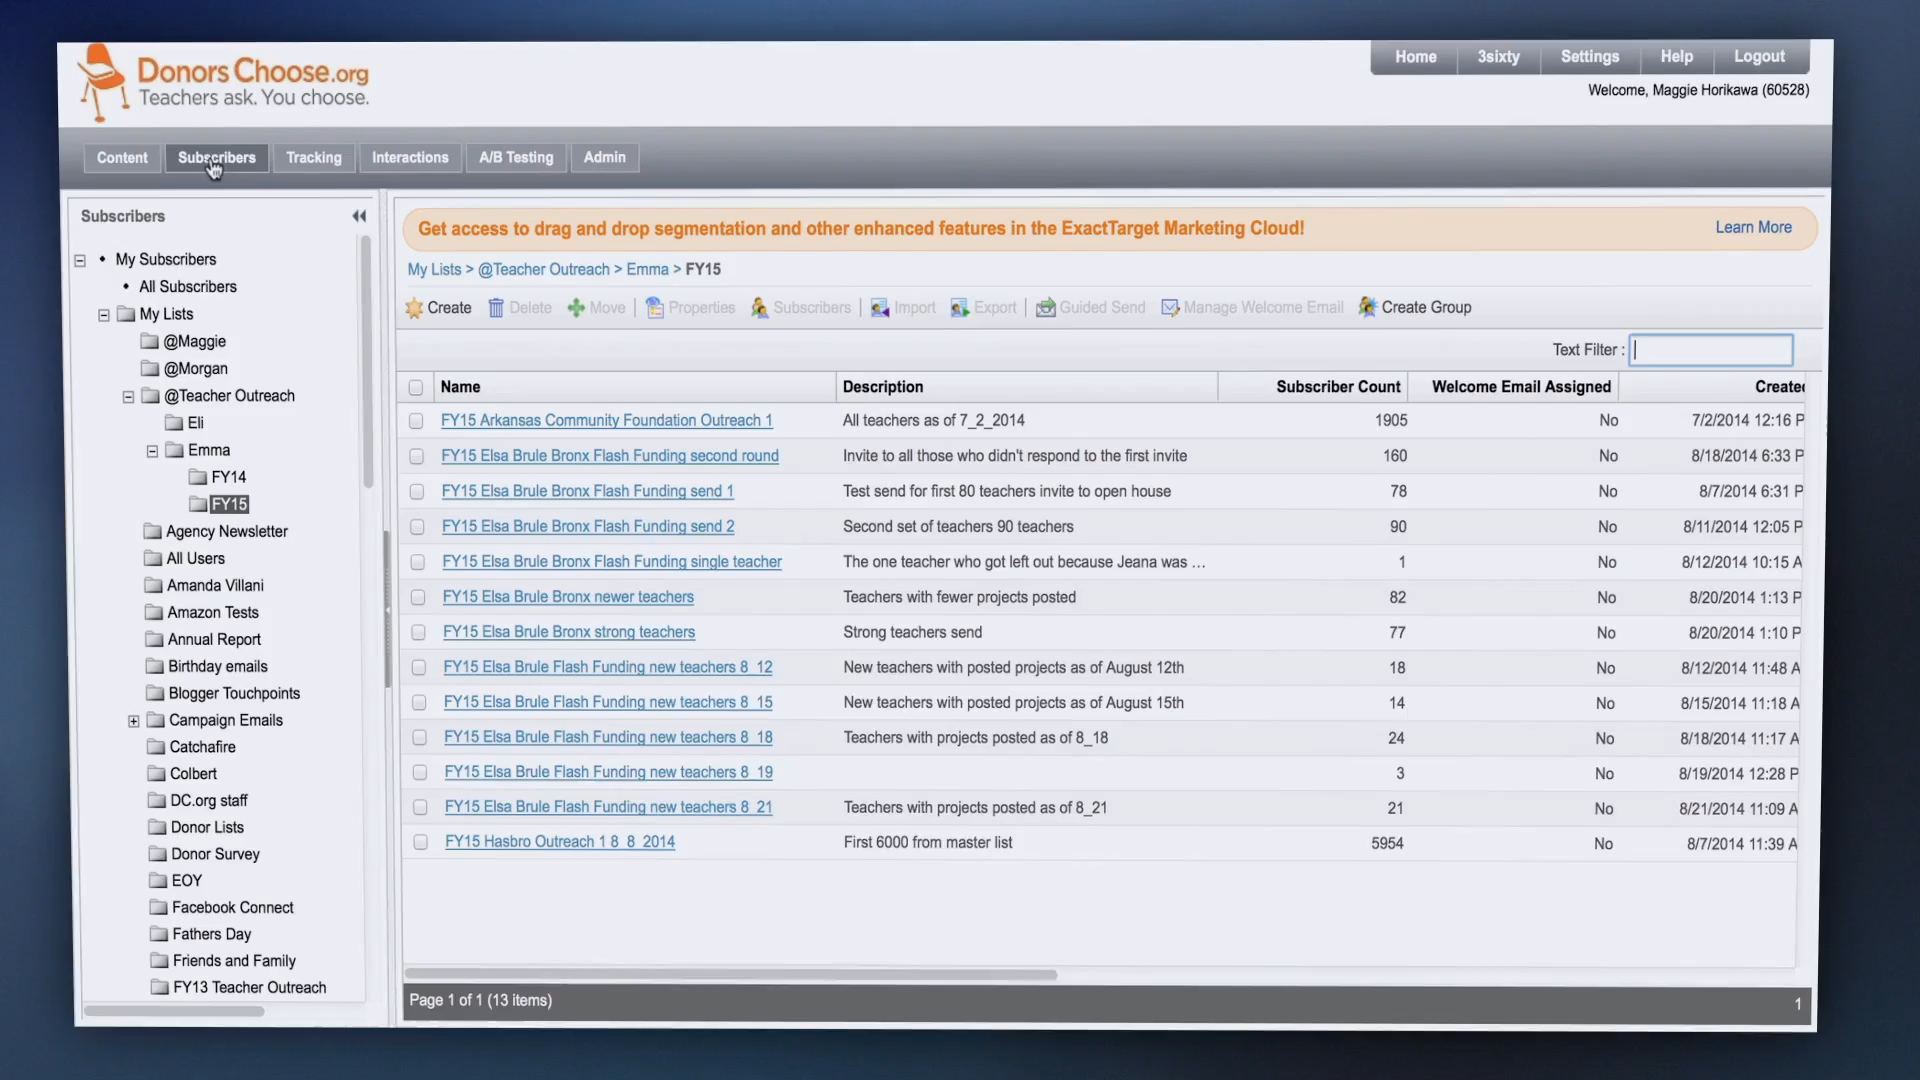 DonorsChoose.org
Teachers ask. You choose.
Home 3sixty Settings Help Logout
Welcome, Maggie Horikawa (60528)
Content Subscribers Tracking Interactions A/B Testing Admin
Subscribers
My Subscribers
All Subscribers
My Lists
@Maggie
@Morgan
@Teacher Outreach
Eli
Emma
FY14
FY15
Agency Newsletter
All Users
Amanda Villani
Amazon Tests
Annual Report
Birthday emails
Blogger Touchpoints
Campaign Emails
Catchafire
Colbert
DC.org staff
Donor Lists
Donor Survey
EOY
Facebook Connect
Fathers Day
Friends and Family
FY13 Teacher Outreach
Get access to drag and drop segmentation and other enhanced features in the ExactTarget Marketing Cloud! Learn More
My Lists > @Teacher Outreach > Emma > FY15
Create Delete Move Properties Subscribers Import Export Guided Send Manage Welcome Email Create Group
Text Filter :
Name Description Subscriber Count Welcome Email Assigned Created
FY15 Arkansas Community Foundation Outreach 1 All teachers as of 7_2_2014 1905 No 7/2/2014 12:16 P
FY15 Elsa Brule Bronx Flash Funding second round Invite to all those who didn't respond to the first invite 160 No 8/18/2014 6:33 P
FY15 Elsa Brule Bronx Flash Funding send 1 Test send for first 80 teachers invite to open house 78 No 8/7/2014 6:31 P
FY15 Elsa Brule Bronx Flash Funding send 2 Second set of teachers 90 teachers 90 No 8/11/2014 12:05 P
FY15 Elsa Brule Bronx Flash Funding single teacher The one teacher who got left out because Jeana was ... 1 No 8/12/2014 10:15 A
FY15 Elsa Brule Bronx newer teachers Teachers with fewer projects posted 82 No 8/20/2014 1:13 P
FY15 Elsa Brule Bronx strong teachers Strong teachers send 77 No 8/20/2014 1:10 P
FY15 Elsa Brule Flash Funding new teachers 8_12 New teachers with posted projects as of August 12th 18 No 8/12/2014 11:48 A
FY15 Elsa Brule Flash Funding new teachers 8_15 New teachers with posted projects as of August 15th 14 No 8/15/2014 11:18 A
FY15 Elsa Brule Flash Funding new teachers 8_18 Teachers with projects posted as of 8_18 24 No 8/18/2014 11:17 A
FY15 Elsa Brule Flash Funding new teachers 8_19 3 No 8/19/2014 12:28 P
FY15 Elsa Brule Flash Funding new teachers 8_21 Teachers with projects posted as of 8_21 21 No 8/21/2014 11:09 A
FY15 Hasbro Outreach 1 8_8_2014 First 6000 from master list 5954 No 8/7/2014 11:39 A
Page 1 of 1 (13 items) 1